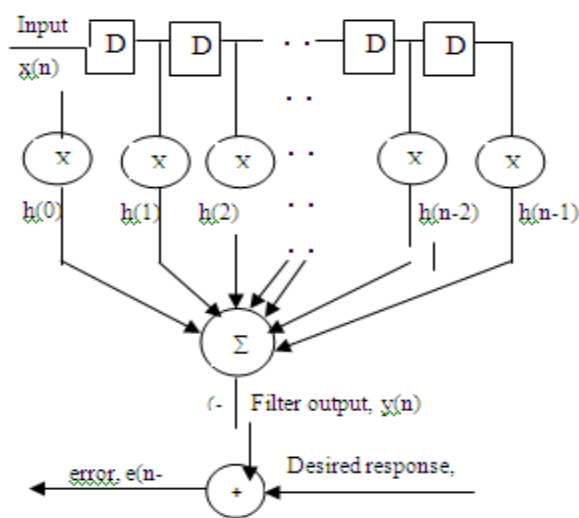 Input
x(n)
D D . . D D
. .
X X X . . X X
h(0) h(1) h(2) . . h(n-2) h(n-1)
. .
Σ
(- Filter output, y(n)
error, e(n- + Desired response,